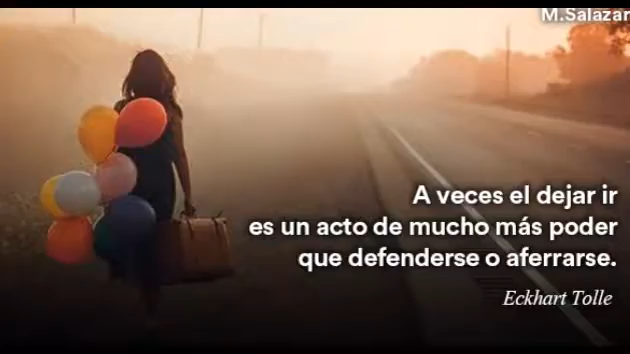 M.Salazar
A veces el dejar ir
es un acto de mucho más poder
que defenderse o aferrarse.
Eckhart Tolle